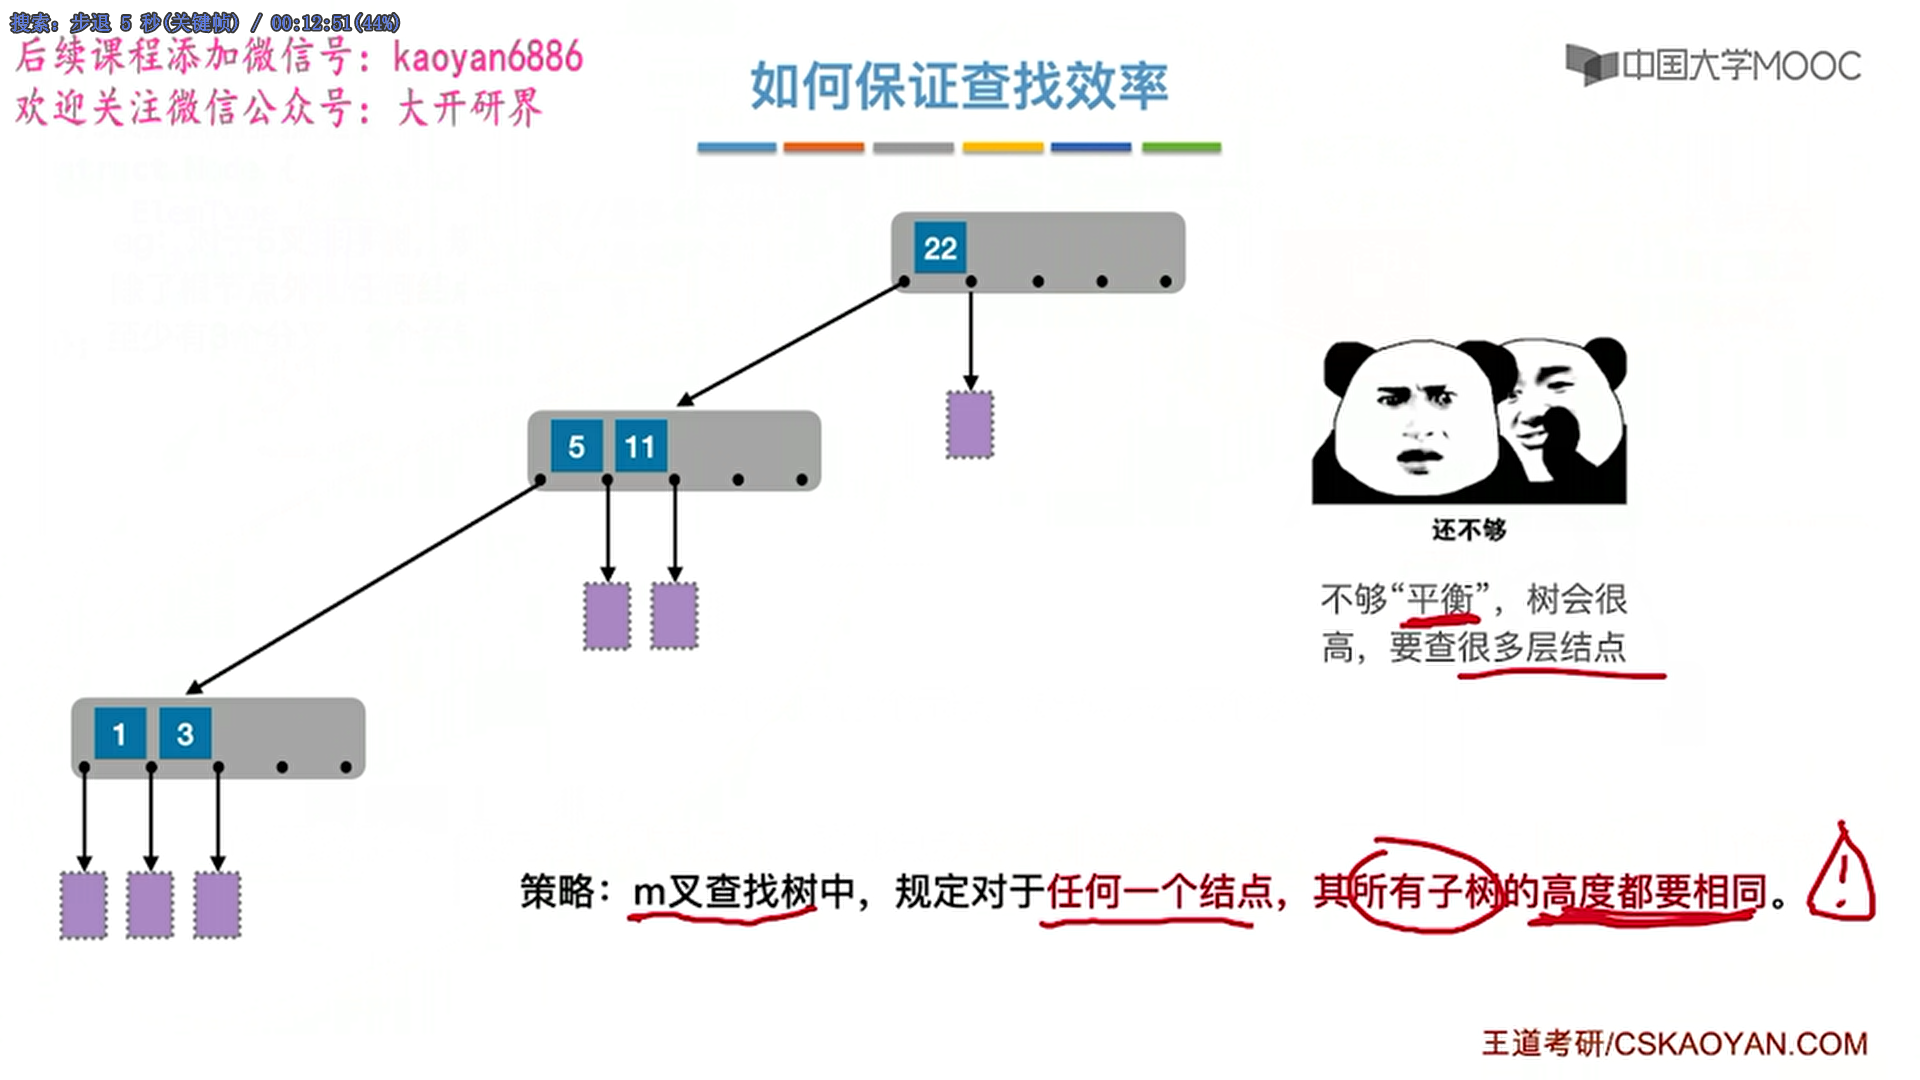 搜索: 步退 5 秒(关键帧) / 00:12:51(44%)
后续课程添加微信号：kaoyan6886
欢迎关注微信公众号：大开研界
如何保证查找效率
中国大学MOOC
22
5 11
还不够
不够“平衡”，树会很
高，要查很多层结点
1 3
策略：m叉查找树中，规定对于任何一个结点，其所有子树的高度都要相同。
王道考研/CSKAOYAN.COM